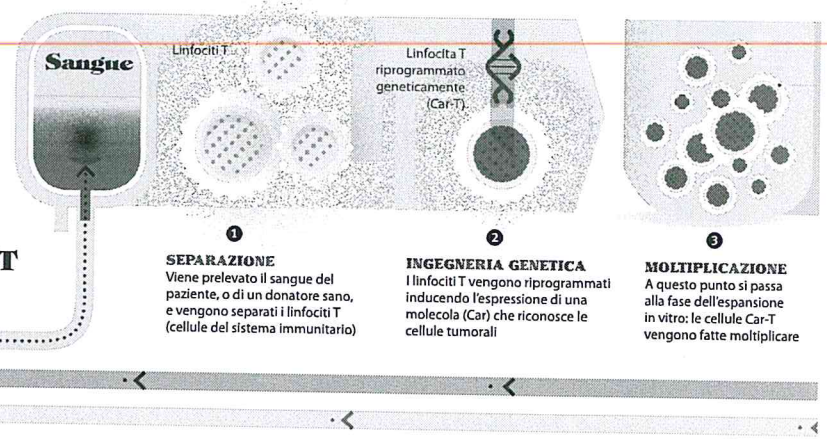 Sangue
Linfociti T
Linfocita T
riprogrammato
geneticamente
(Car-T)
T
1
SEPARAZIONE
Viene prelevato il sangue del
paziente, o di un donatore sano,
e vengono separati i linfociti T
(cellule del sistema immunitario)
2
INGEGNERIA GENETICA
I linfociti T vengono riprogrammati
inducendo l'espressione di una
molecola (Car) che riconosce le
cellule tumorali
3
MOLTIPLICAZIONE
A questo punto si passa
alla fase dell'espansione
in vitro: le cellule Car-T
vengono fatte moltiplicare